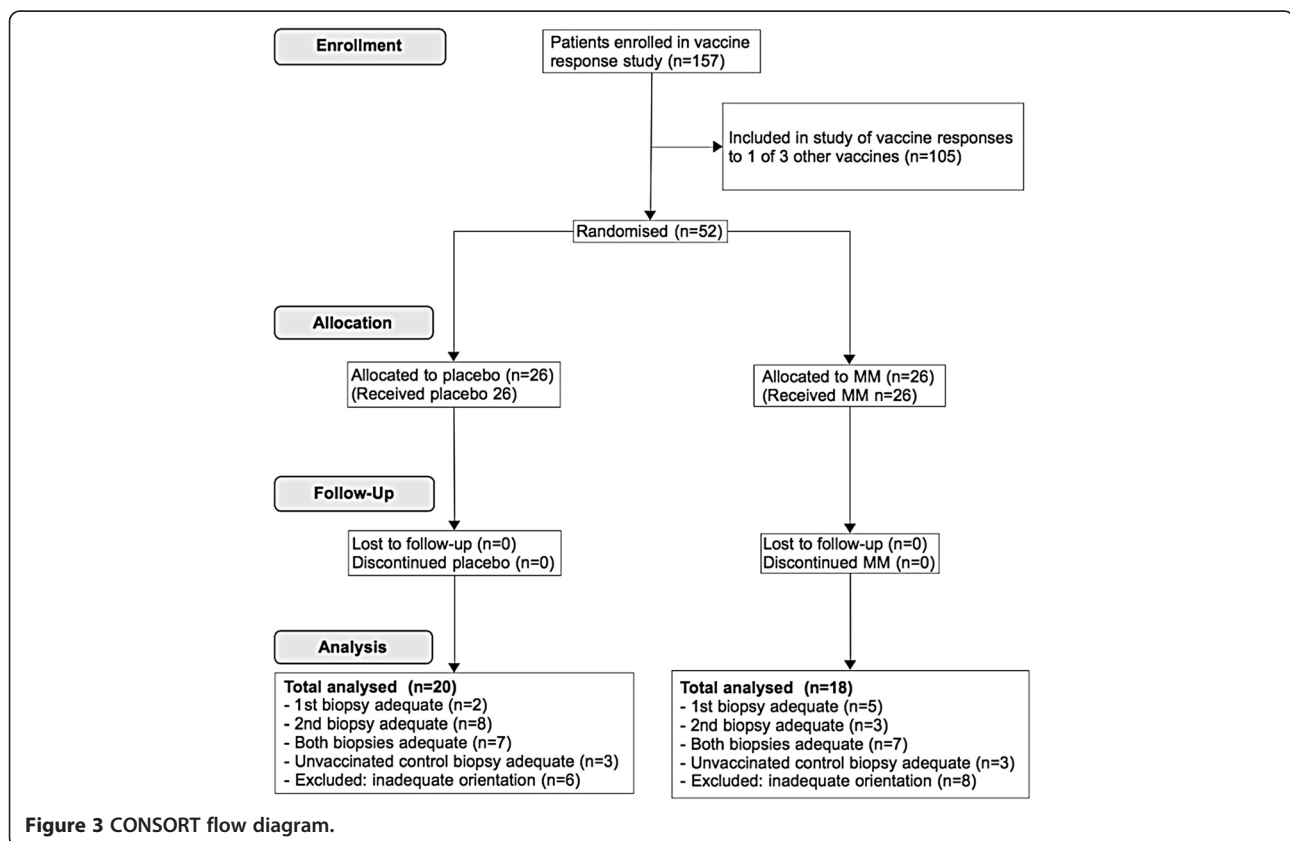 Enrollment
Patients enrolled in vaccine
response study (n=157)
Included in study of vaccine responses
to 1 of 3 other vaccines (n=105)
Randomised (n=52)
Allocation
Allocated to placebo (n=26)
(Received placebo 26)
Allocated to MM (n=26)
(Received MM n=26)
Follow-Up
Lost to follow-up (n=0)
Discontinued placebo (n=0)
Lost to follow-up (n=0)
Discontinued MM (n=0)
Analysis
Total analysed (n=20)
- 1st biopsy adequate (n=2)
- 2nd biopsy adequate (n=8)
- Both biopsies adequate (n=7)
- Unvaccinated control biopsy adequate (n=3)
- Excluded: inadequate orientation (n=6)
Total analysed (n=18)
- 1st biopsy adequate (n=5)
- 2nd biopsy adequate (n=3)
- Both biopsies adequate (n=7)
- Unvaccinated control biopsy adequate (n=3)
- Excluded: inadequate orientation (n=8)
Figure 3 CONSORT flow diagram.